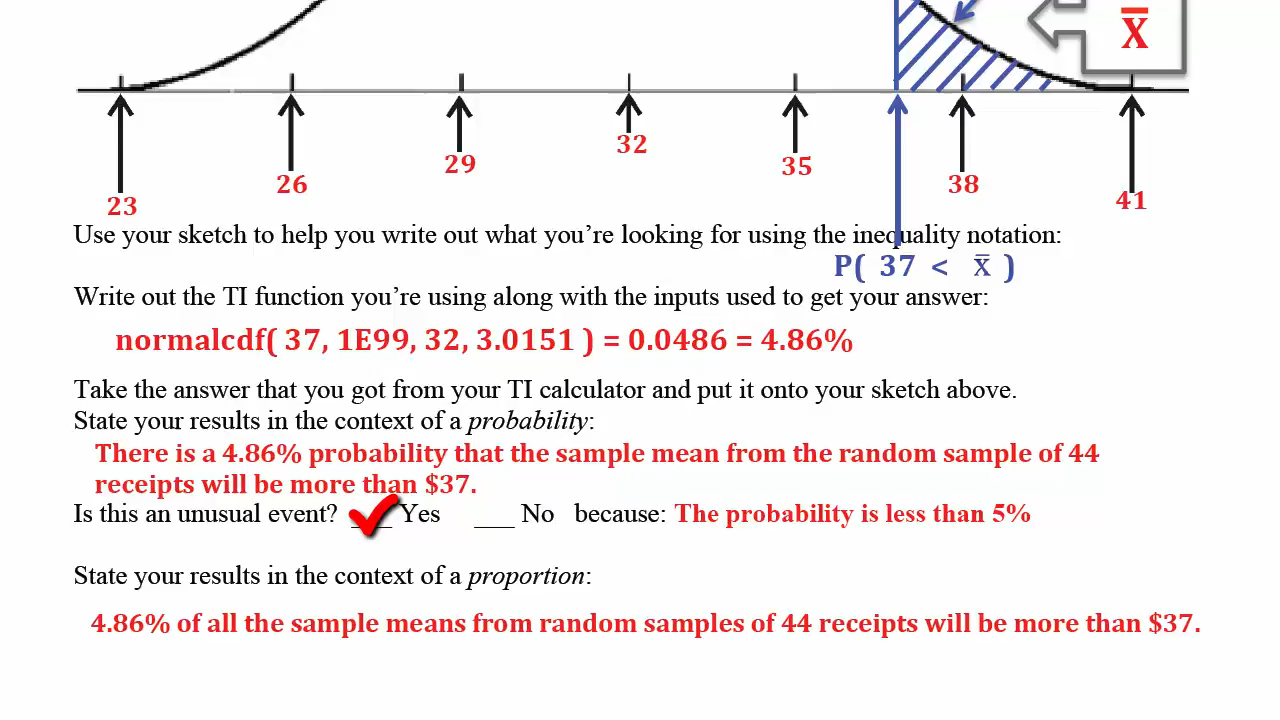 X̅
32
29
35
26
38
23
41
Use your sketch to help you write out what you’re looking for using the inequality notation:
P( 37 < x̅ )
Write out the TI function you’re using along with the inputs used to get your answer:
normalcdf( 37, 1E99, 32, 3.0151 ) = 0.0486 = 4.86%
Take the answer that you got from your TI calculator and put it onto your sketch above.
State your results in the context of a probability:
There is a 4.86% probability that the sample mean from the random sample of 44
receipts will be more than $37.
Is this an unusual event? ___ Yes ___ No because: The probability is less than 5%
State your results in the context of a proportion:
4.86% of all the sample means from random samples of 44 receipts will be more than $37.